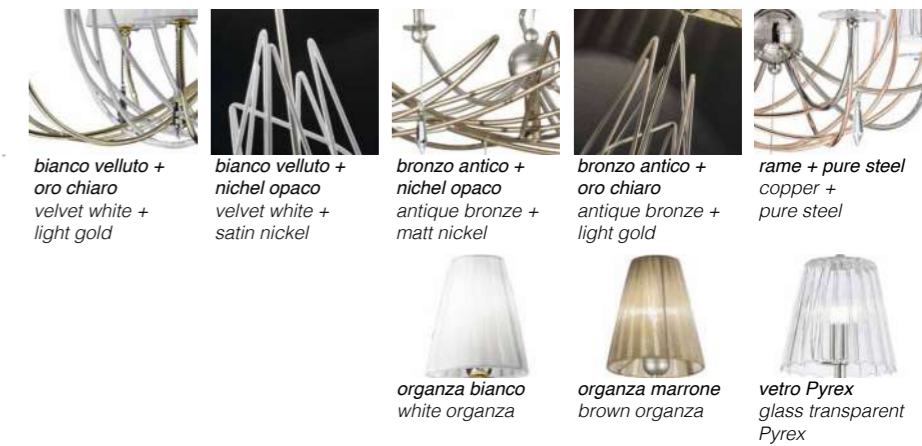 bianco velluto +
oro chiaro
velvet white +
light gold
bianco velluto +
nichel opaco
velvet white +
satin nickel
bronzo antico +
nichel opaco
antique bronze +
matt nickel
bronzo antico +
oro chiaro
antique bronze +
light gold
rame + pure steel
copper +
pure steel
organza bianco
white organza
organza marrone
brown organza
vetro Pyrex
glass transparent
Pyrex